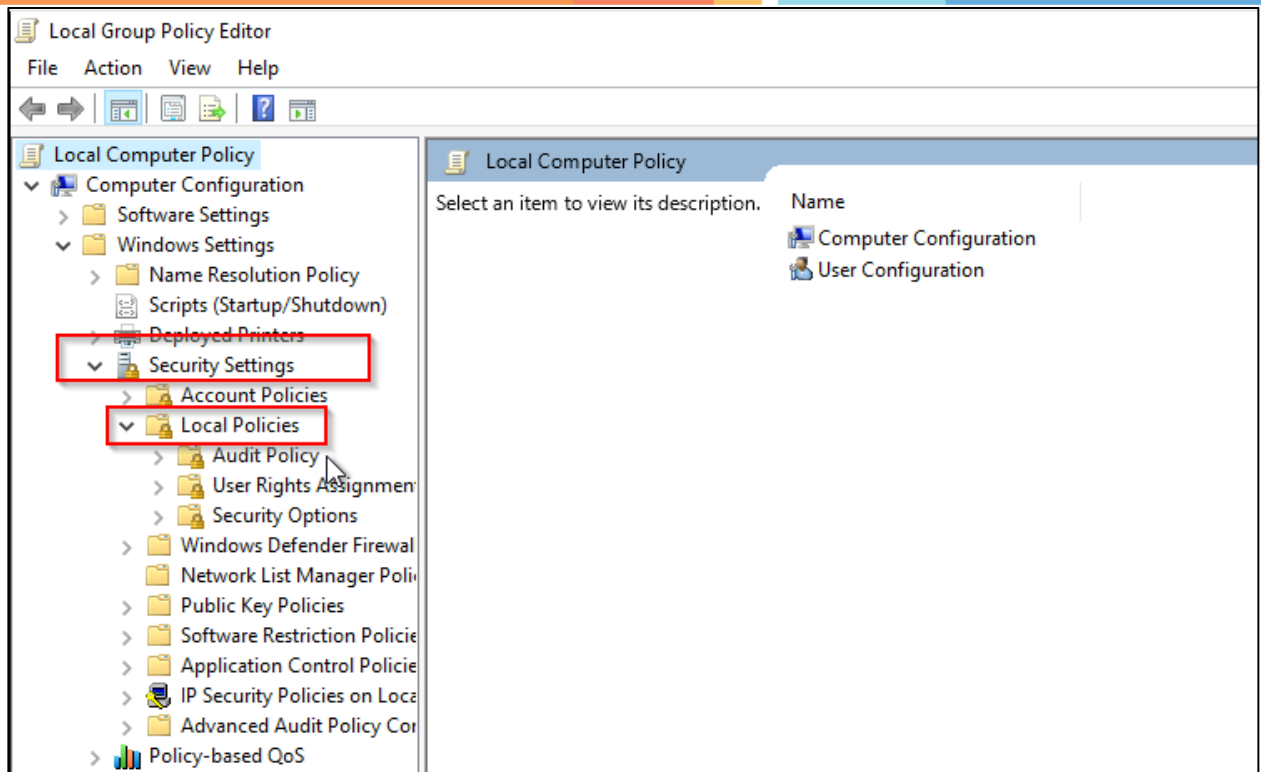 Local Group Policy Editor
File Action View Help
Local Computer Policy
Computer Configuration
Software Settings
Windows Settings
Name Resolution Policy
Scripts (Startup/Shutdown)
Deployed Printers
Security Settings
Account Policies
Local Policies
Audit Policy
User Rights Assignmen
Security Options
Windows Defender Firewal
Network List Manager Poli
Public Key Policies
Software Restriction Policie
Application Control Policie
IP Security Policies on Loca
Advanced Audit Policy Cor
Policy-based QoS
Local Computer Policy
Select an item to view its description.
Name
Computer Configuration
User Configuration